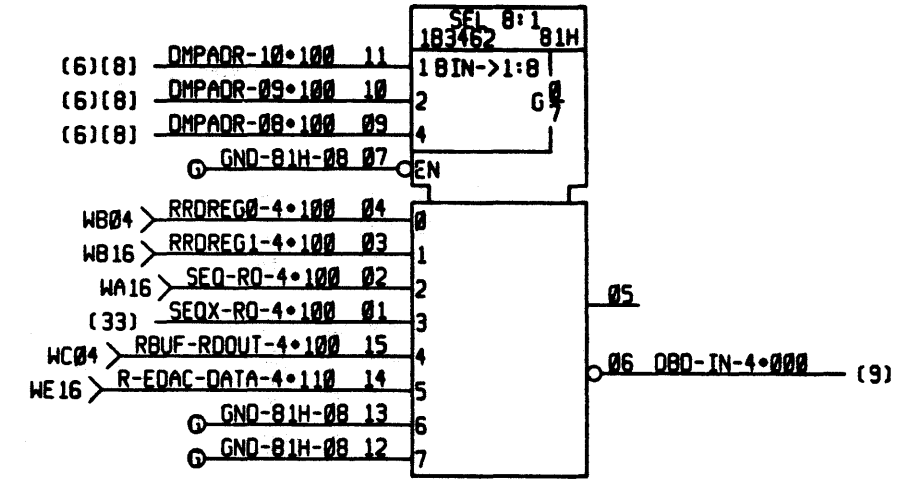 SEL 8:1
183462 81H
(6)(8) DMPADR-10•100 11 1 BIN->1:8
(6)(8) DMPADR-09•100 10 2 G 0/7
(6)(8) DMPADR-08•100 09 4
G GND-81H-08 07 EN
WB04 RRDREG0-4•100 04 0
WB16 RRDREG1-4•100 03 1
WA16 SEQ-RO-4•100 02 2
05
(33) SEQX-RO-4•100 01 3
WC04 RBUF-RDOUT-4•100 15 4
06 DBD-IN-4•000 (9)
WE16 R-EDAC-DATA-4•110 14 5
G GND-81H-08 13 6
G GND-81H-08 12 7